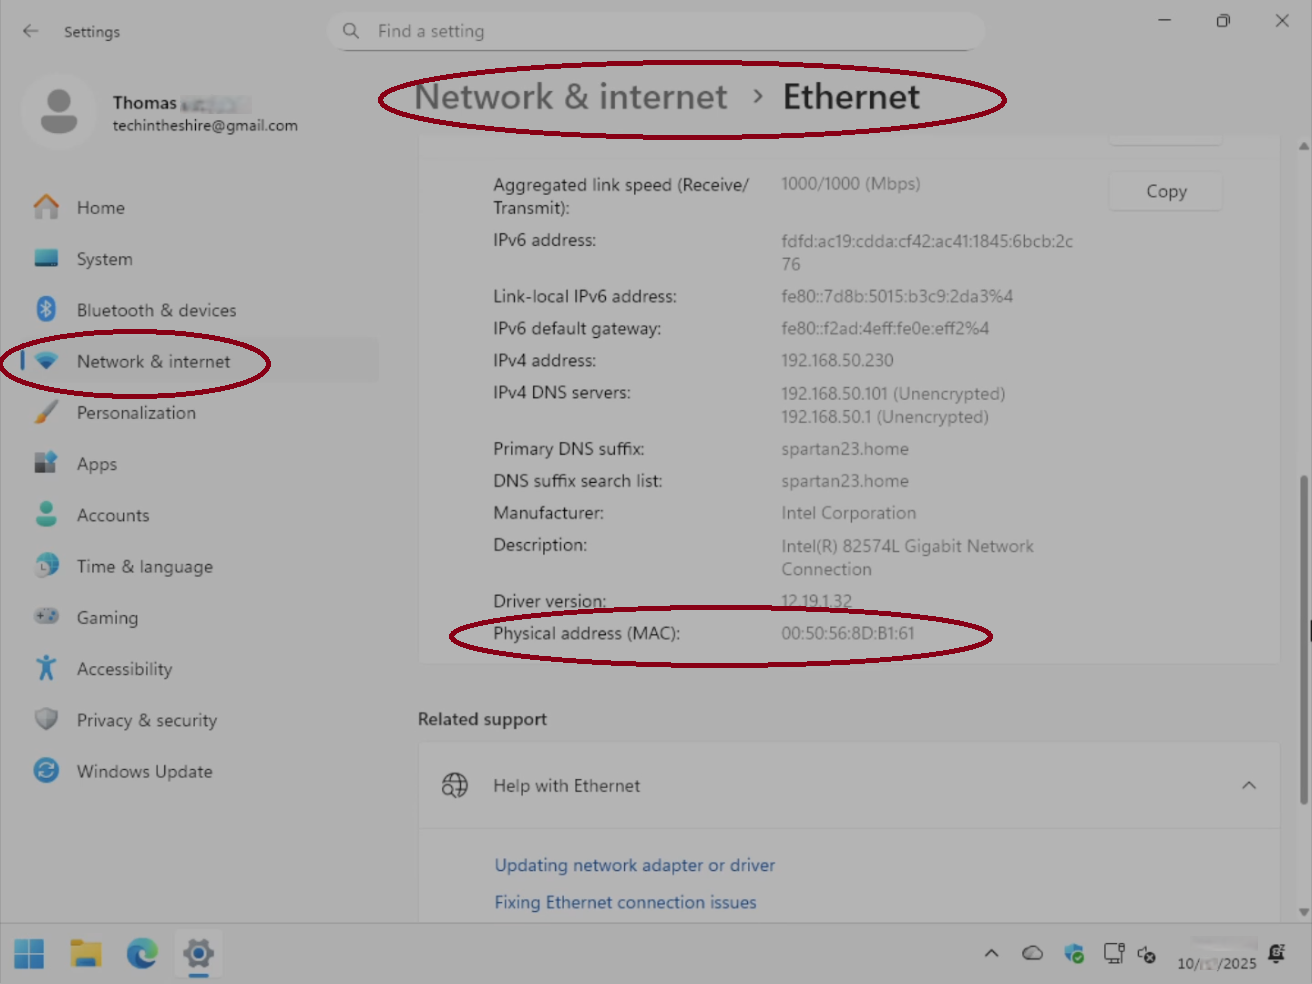 Settings
Find a setting
Thomas
techintheshire@gmail.com
Home
System
Bluetooth & devices
Network & internet
Personalization
Apps
Accounts
Time & language
Gaming
Accessibility
Privacy & security
Windows Update
Network & internet > Ethernet
Aggregated link speed (Receive/
Transmit):
1000/1000 (Mbps)
Copy
IPv6 address:
fdfd:ac19:cdda:cf42:ac41:1845:6bcb:2c
76
Link-local IPv6 address:
fe80::7d8b:5015:b3c9:2da3%4
IPv6 default gateway:
fe80::f2ad:4eff:fe0e:eff2%4
IPv4 address:
192.168.50.230
IPv4 DNS servers:
192.168.50.101 (Unencrypted)
192.168.50.1 (Unencrypted)
Primary DNS suffix:
spartan23.home
DNS suffix search list:
spartan23.home
Manufacturer:
Intel Corporation
Description:
Intel(R) 82574L Gigabit Network
Connection
Driver version:
12.19.1.32
Physical address (MAC):
00:50:56:8D:B1:61
Related support
Help with Ethernet
Updating network adapter or driver
Fixing Ethernet connection issues
10/ /2025